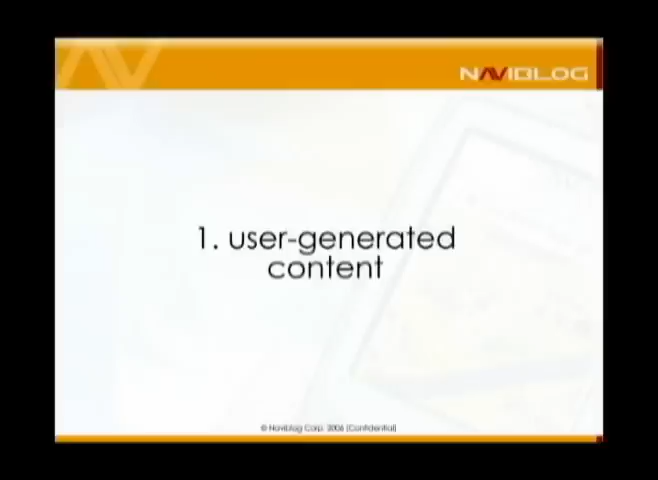 NAVIBLOG
1. user-generated
content
© Naviblog Corp. 2006 (Confidential)